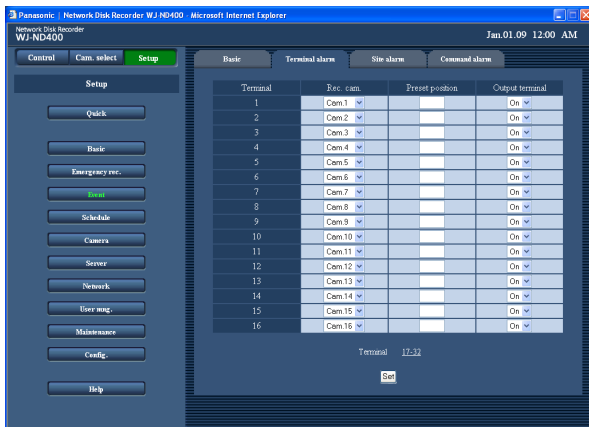 Panasonic | Network Disk Recorder WJ-ND400 - Microsoft Internet Explorer
Network Disk Recorder
WJ-ND400
Jan.01.09 12:00 AM
Control Cam. select Setup
Basic Terminal alarm Site alarm Command alarm
Setup
Quick
Basic
Emergency rec.
Event
Schedule
Camera
Server
Network
User mng.
Maintenance
Config.
Help
Terminal Rec. cam. Preset position Output terminal
1 Cam.1 On
2 Cam.2 On
3 Cam.3 On
4 Cam.4 On
5 Cam.5 On
6 Cam.6 On
7 Cam.7 On
8 Cam.8 On
9 Cam.9 On
10 Cam.10 On
11 Cam.11 On
12 Cam.12 On
13 Cam.13 On
14 Cam.14 On
15 Cam.15 On
16 Cam.16 On
Terminal 17-32
Set